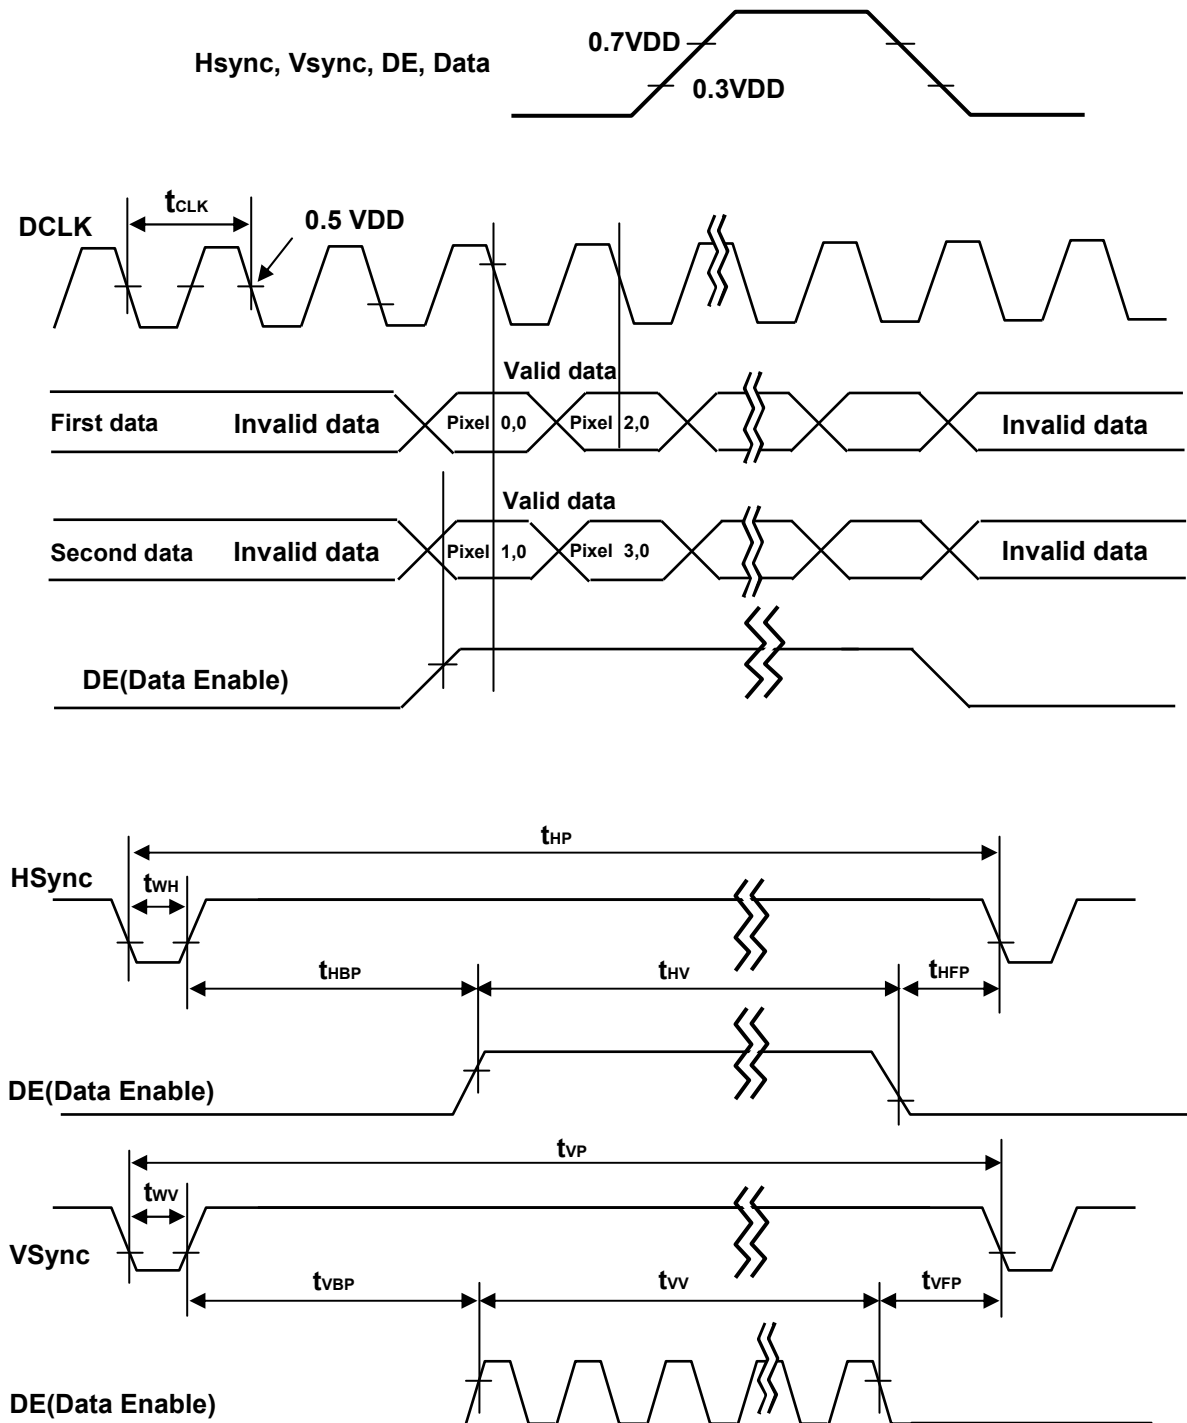 0.7VDD
Hsync, Vsync, DE, Data
0.3VDD
tCLK
DCLK
0.5 VDD
Valid data
First data Invalid data Pixel 0,0 Pixel 2,0 Invalid data
Valid data
Second data Invalid data Pixel 1,0 Pixel 3,0 Invalid data
DE(Data Enable)
tHP
HSync
tWH
tHBP tHV tHFP
DE(Data Enable)
tVP
tWV
VSync
tVBP tVV tVFP
DE(Data Enable)